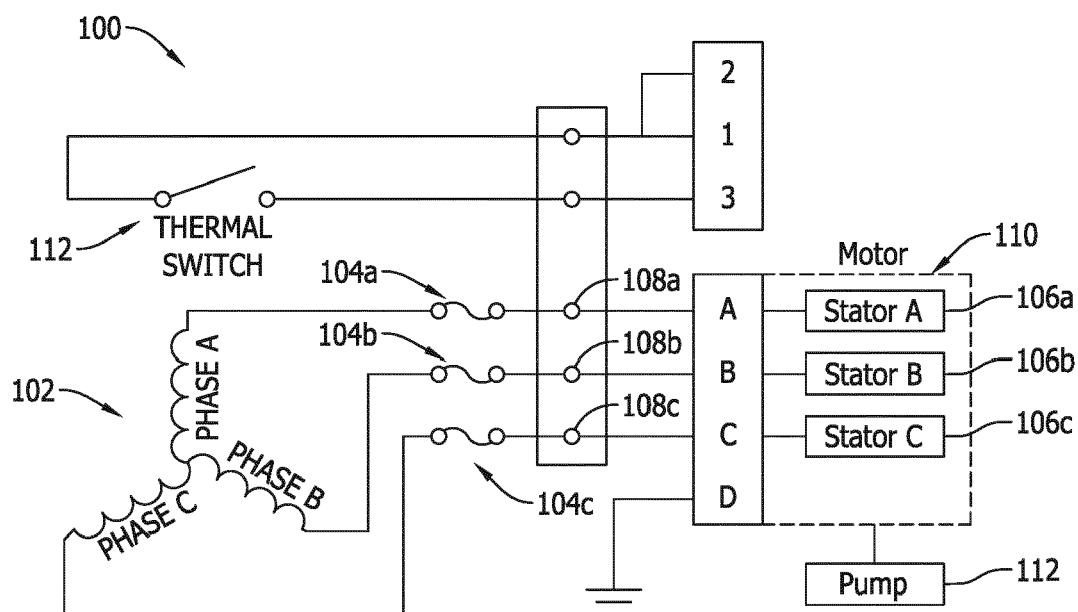 100
2
1
3
112
THERMAL
SWITCH
110
Motor
104a
108a
A
Stator A
106a
104b
108b
B
Stator B
106b
102
PHASE A
108c
C
Stator C
106c
PHASE B
PHASE C
104c
D
Pump
112